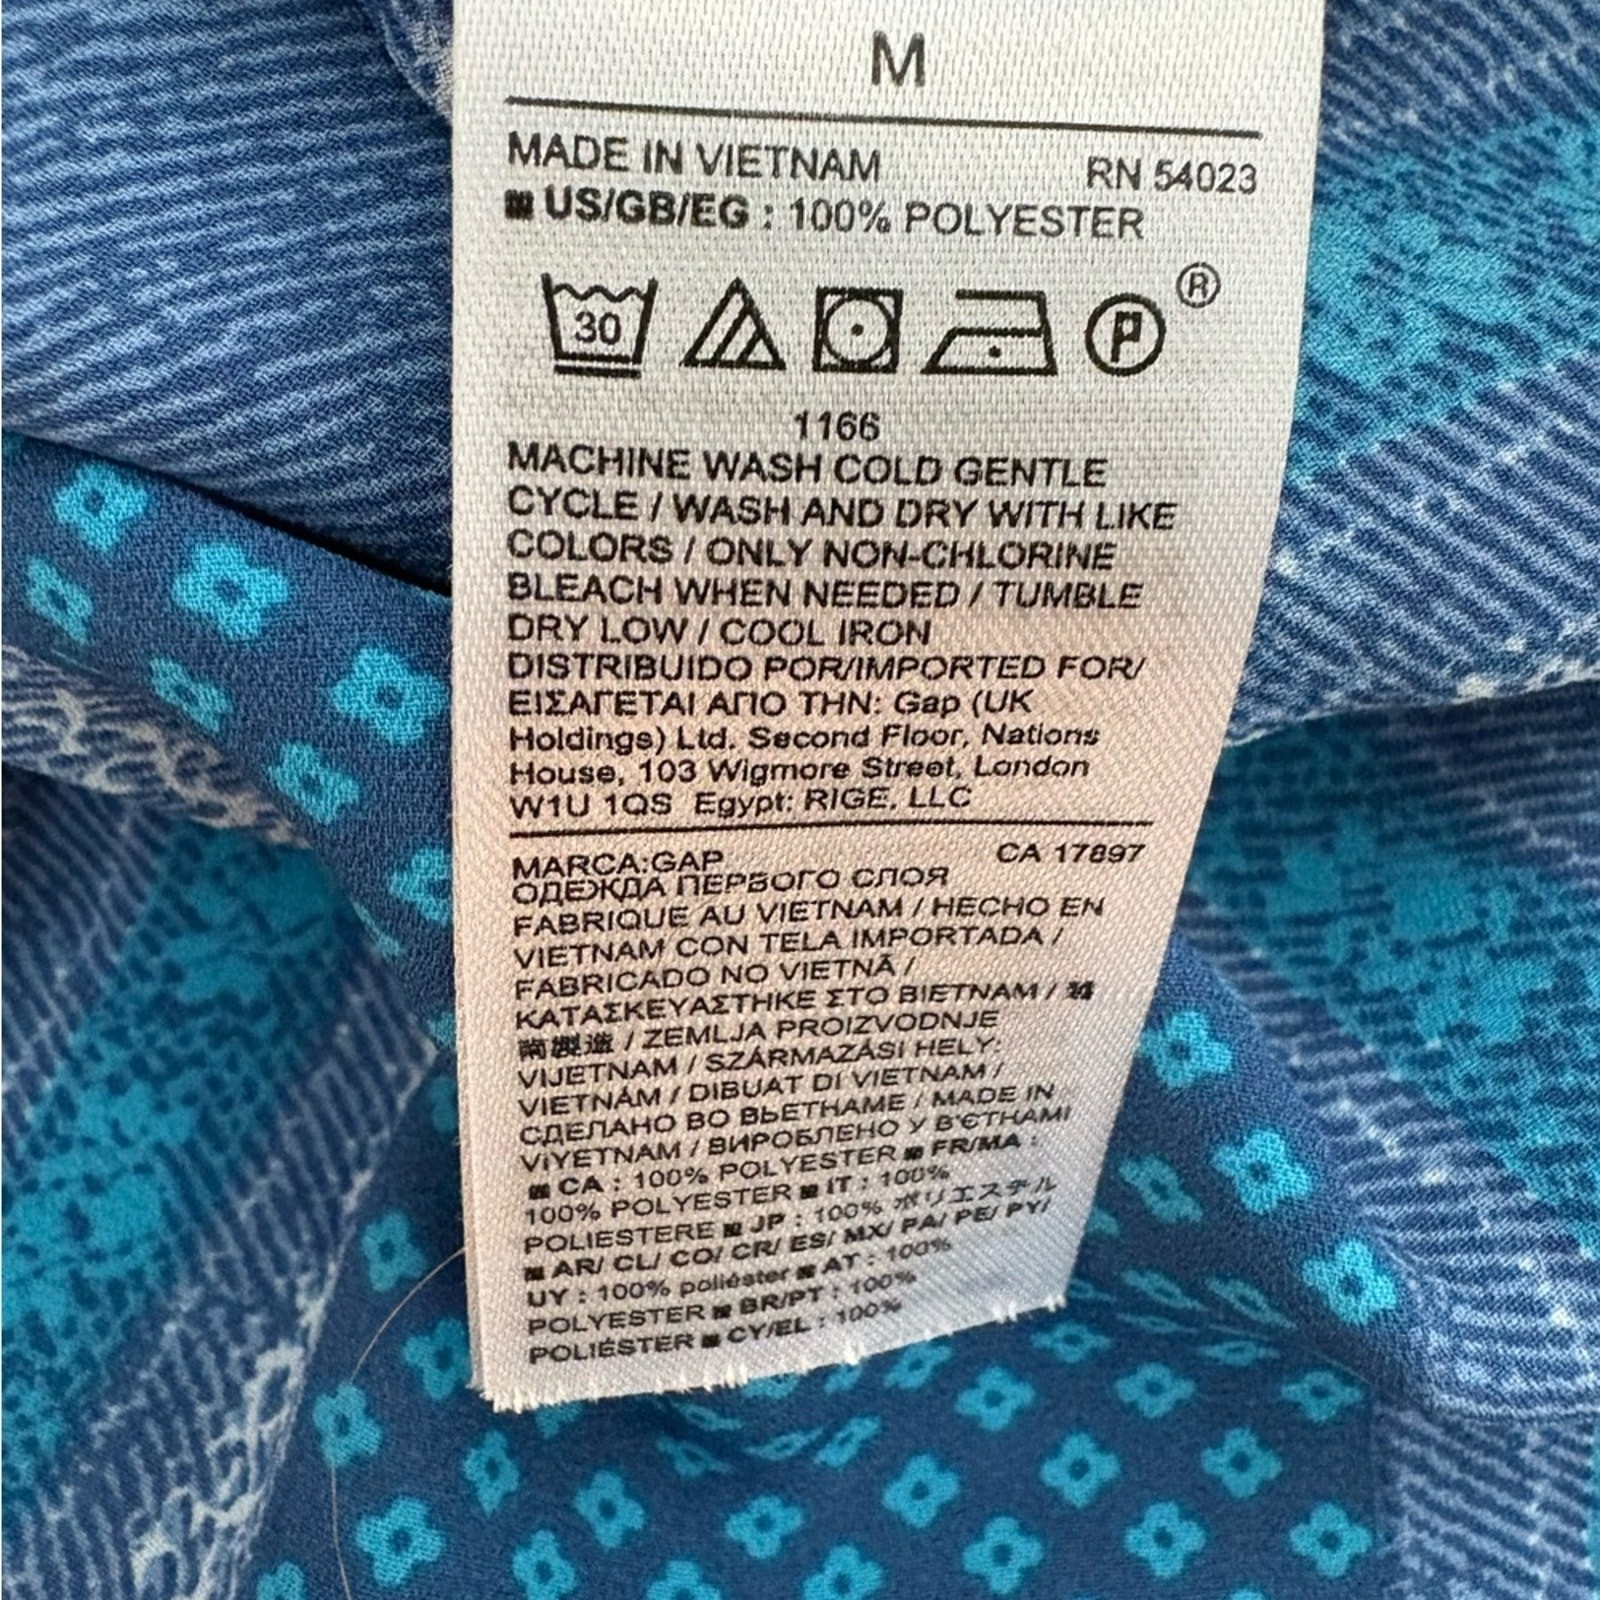 M
MADE IN VIETNAM RN 54023
■ US/GB/EG : 100% POLYESTER
30 P ®
1166
MACHINE WASH COLD GENTLE
CYCLE / WASH AND DRY WITH LIKE
COLORS / ONLY NON-CHLORINE
BLEACH WHEN NEEDED / TUMBLE
DRY LOW / COOL IRON
DISTRIBUIDO POR/IMPORTED FOR/
ΕΙΣΑΓΕΤΑΙ ΑΠΟ ΤΗΝ: Gap (UK
Holdings) Ltd. Second Floor, Nations
House, 103 Wigmore Street, London
W1U 1QS Egypt: RIGE, LLC
MARCA:GAP CA 17897
ОДЕЖДА ПЕРВОГО СЛОЯ
FABRIQUE AU VIETNAM / HECHO EN
VIETNAM CON TELA IMPORTADA /
FABRICADO NO VIETNÃ /
ΚΑΤΑΣΚΕΥΑΣΤΗΚΕ ΣΤΟ ΒΙΕΤΝΑΜ / 越
南製造 / ZEMLJA PROIZVODNJE
VIJETNAM / SZÁRMAZÁSI HELY:
VIETNÁM / DIBUAT DI VIETNAM /
СДЕЛАНО ВО ВЬЕТНАМЕ / MADE IN
VİYETNAM / ВИРОБЛЕНО У В'ЄТНАМІ
■ CA : 100% POLYESTER ■ FR/MA :
100% POLYESTER ■ IT : 100%
POLIESTERE ■ JP : 100% ポリエステル
■ AR/ CL/ CO/ CR/ ES/ MX/ PA/ PE/ PY/
UY : 100% poliéster ■ AT : 100%
POLYESTER ■ BR/PT : 100%
POLIÉSTER ■ CY/EL : 100%